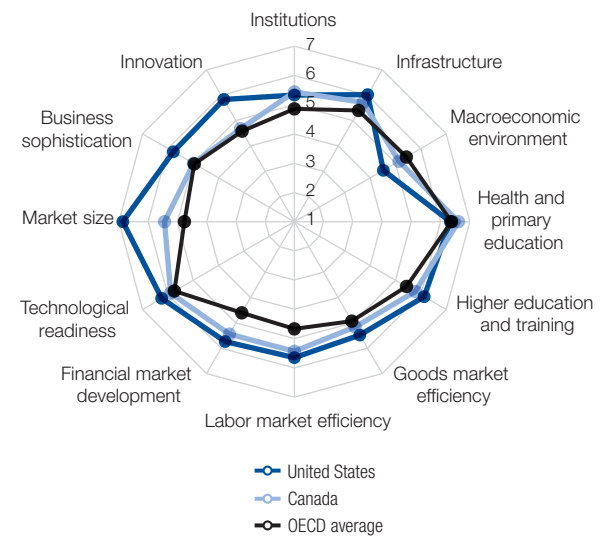 Institutions
Innovation
Infrastructure
Business
sophistication
Macroeconomic
environment
7
6
5
4
3
2
1
Market size
Health and
primary
education
Technological
readiness
Higher education
and training
Financial market
development
Goods market
efficiency
Labor market efficiency
United States
Canada
OECD average